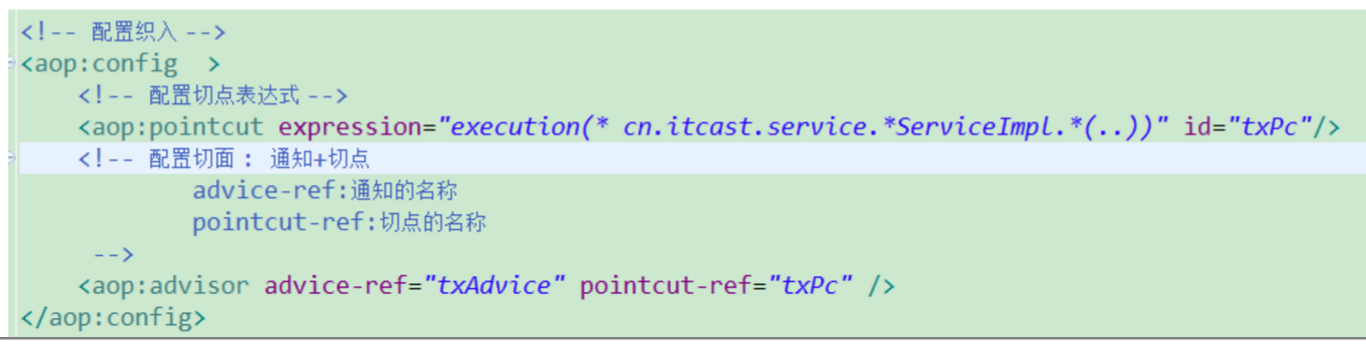 <!-- 配置织入 -->
<aop:config  >
<!-- 配置切点表达式 -->
<aop:pointcut expression="execution(* cn.itcast.service.*ServiceImpl.*(..))" id="txPc"/>
<!-- 配置切面 : 通知+切点
advice-ref:通知的名称
pointcut-ref:切点的名称
-->
<aop:advisor advice-ref="txAdvice" pointcut-ref="txPc" />
</aop:config>